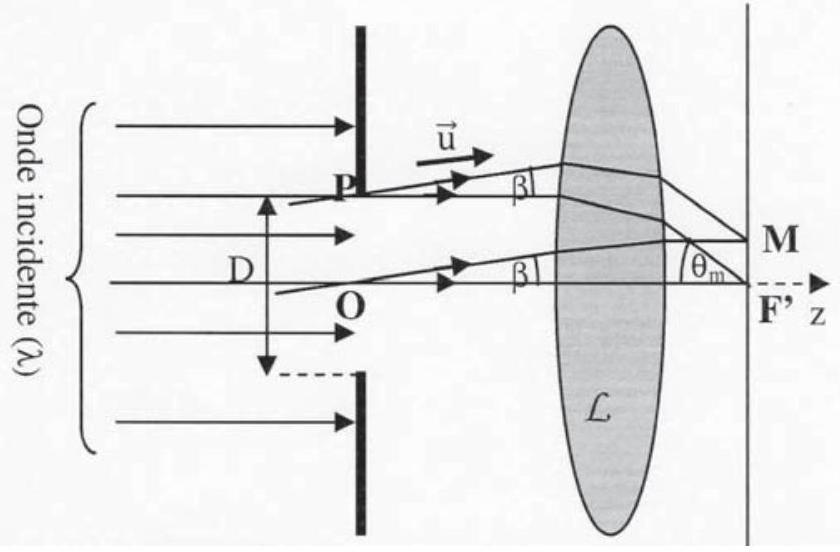 Onde incidente (λ)
u⃗
P
β
D
O
β
θₘ
M
F' z
ℒ